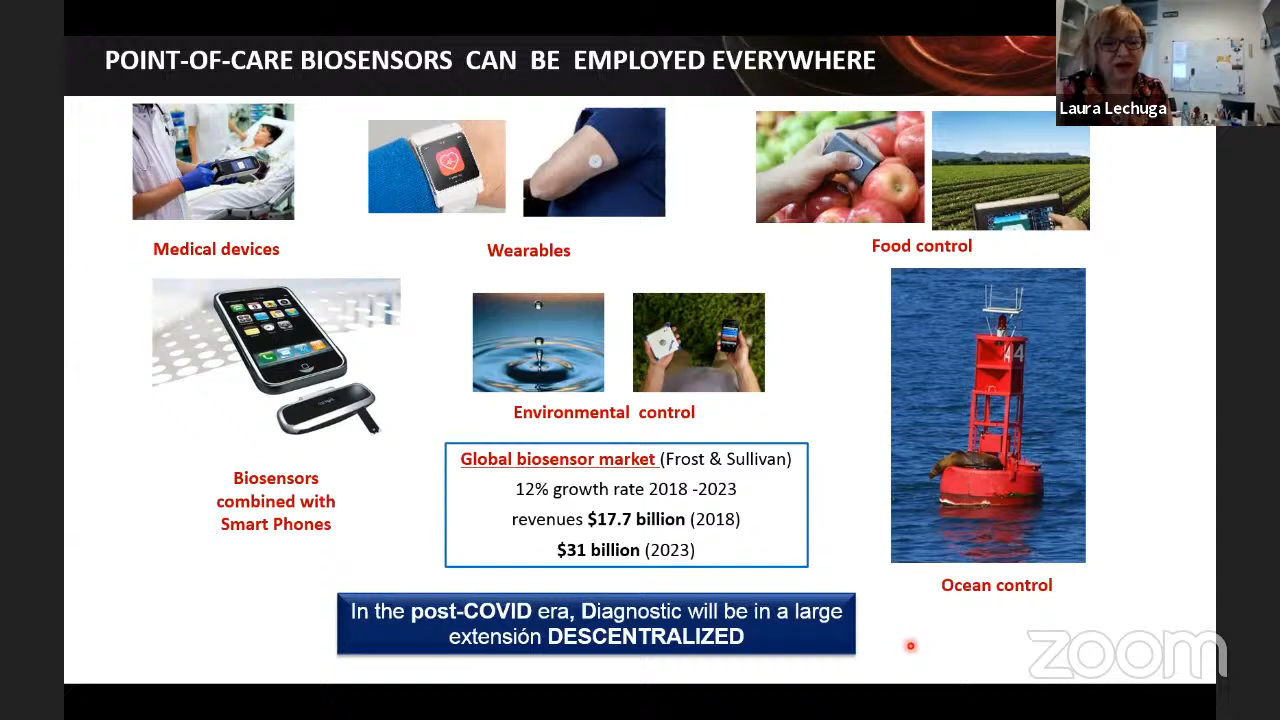 POINT-OF-CARE BIOSENSORS CAN BE EMPLOYED EVERYWHERE
Laura Lechuga
Medical devices
Wearables
Food control
44
Biosensors
combined with
Smart Phones
Environmental control
Global biosensor market (Frost & Sullivan)
12% growth rate 2018 -2023
revenues $17.7 billion (2018)
$31 billion (2023)
Ocean control
In the post-COVID era, Diagnostic will be in a large
extensión DESCENTRALIZED
zoom